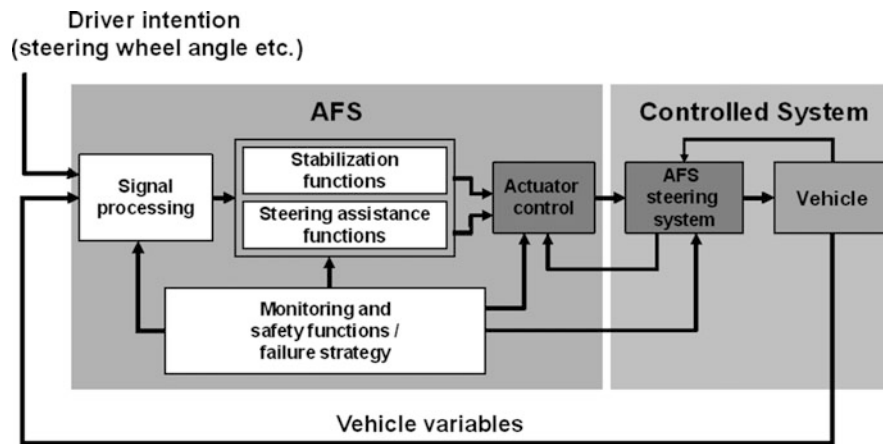 Driver intention
(steering wheel angle etc.)
AFS
Controlled System
Signal
processing
Stabilization
functions
Steering assistance
functions
Actuator
control
AFS
steering
system
Vehicle
Monitoring and
safety functions /
failure strategy
Vehicle variables